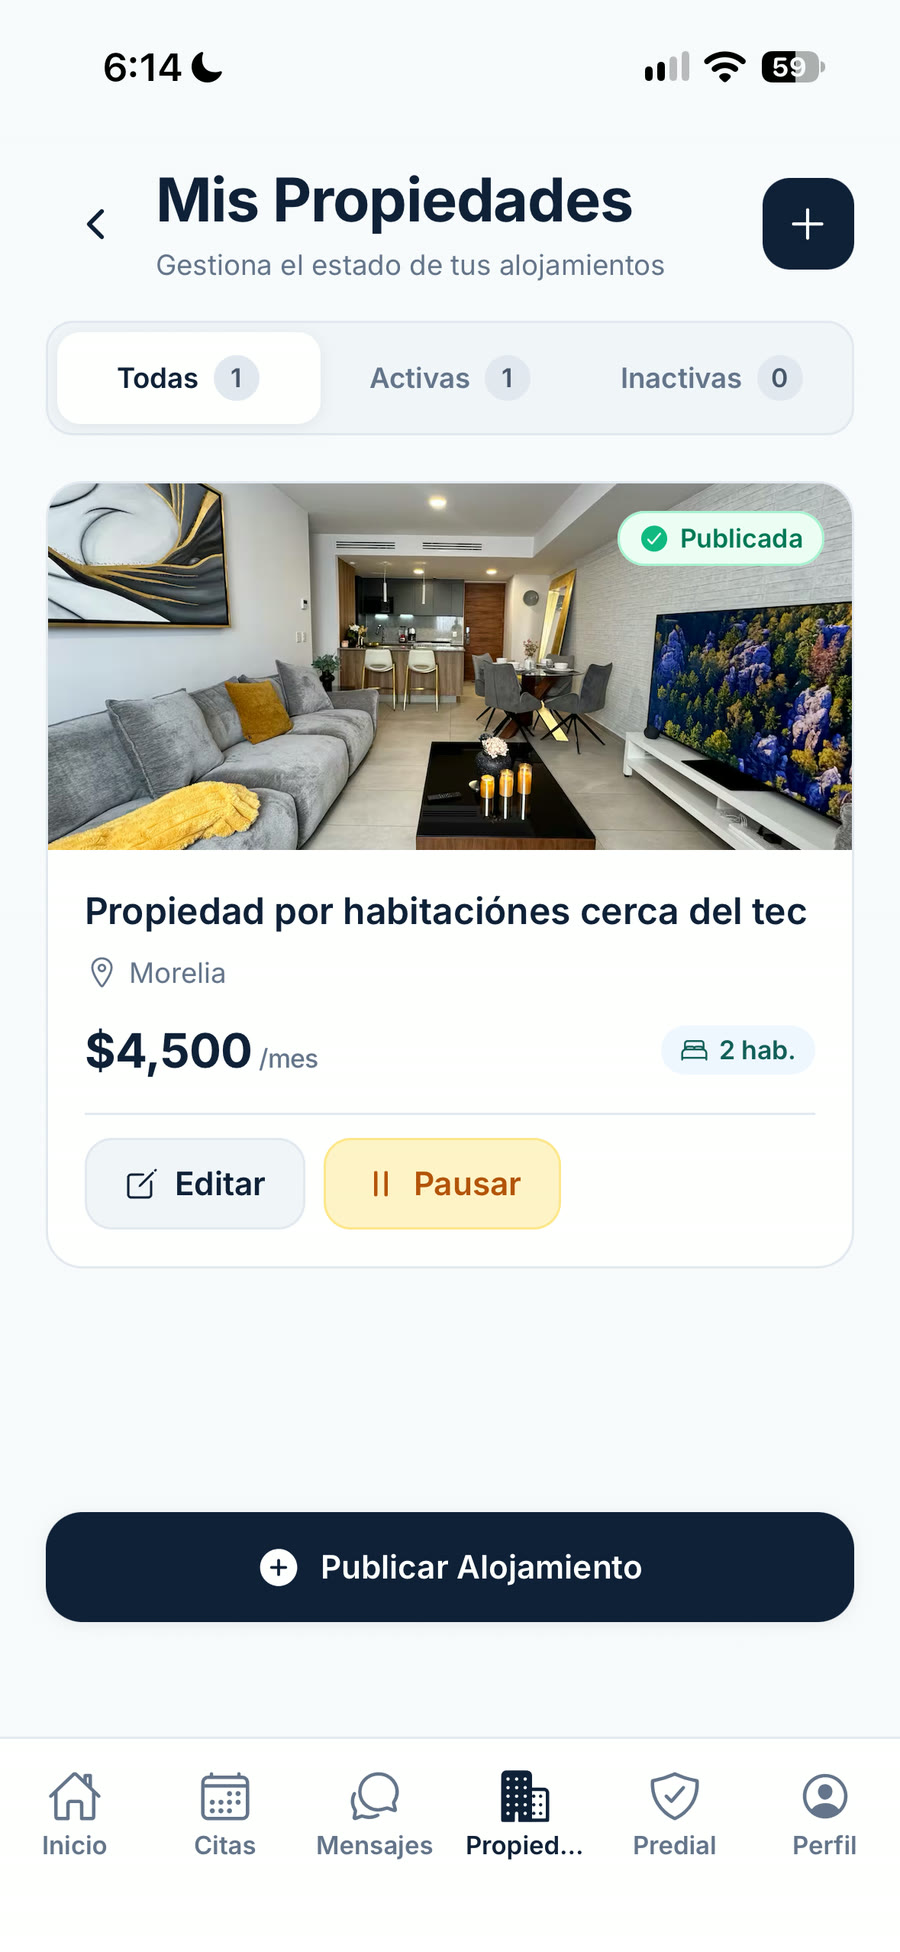 6:14
59
Mis Propiedades
Gestiona el estado de tus alojamientos
Todas 1 Activas 1 Inactivas 0
Publicada
Propiedad por habitaciónes cerca del tec
Morelia
$4,500 /mes 2 hab.
Editar Pausar
Publicar Alojamiento
Inicio Citas Mensajes Propied... Predial Perfil